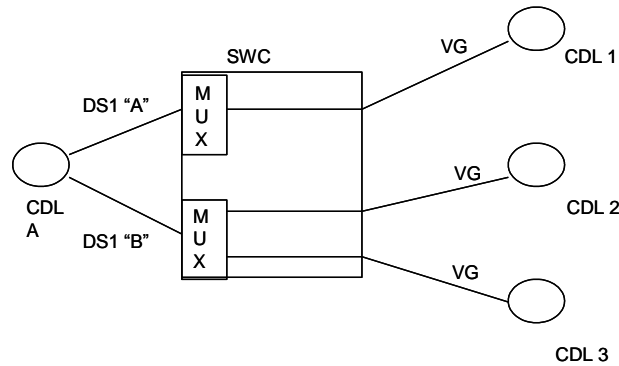 SWC
VG
CDL 1
DS1 “A”
M
U
X
CDL
A
VG
CDL 2
DS1 “B”
M
U
X
VG
CDL 3